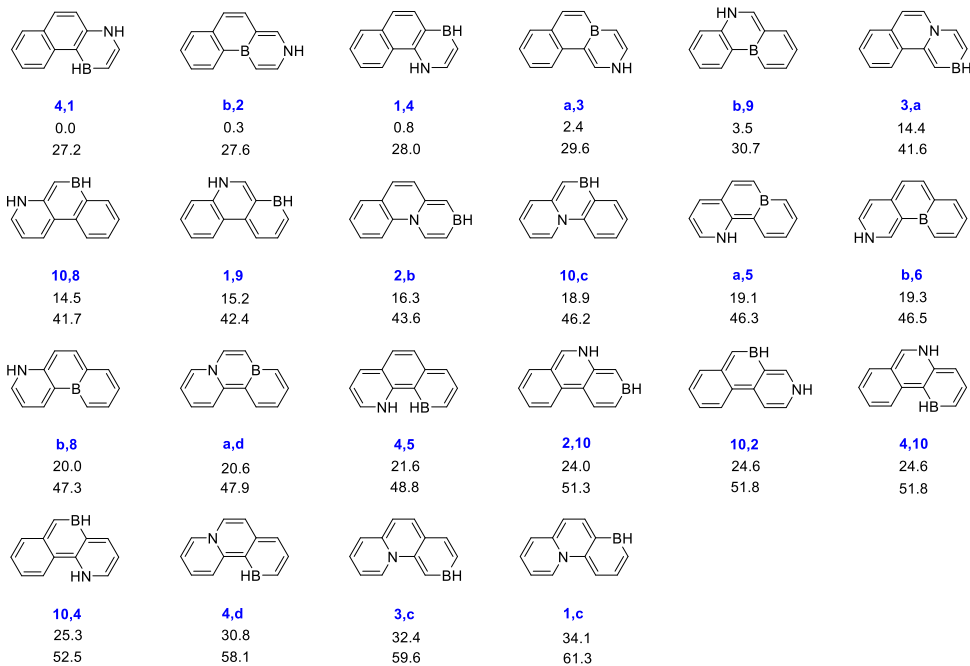 HN
NH BH B N
B NH B
HB HN NH BH
4,1 b,2 1,4 a,3 b,9 3,a
0.0 0.3 0.8 2.4 3.5 14.4
27.2 27.6 28.0 29.6 30.7 41.6
BH HN BH
HN BH B
N BH N B
NH HN
10,8 1,9 2,b 10,c a,5 b,6
14.5 15.2 16.3 18.9 19.1 19.3
41.7 42.4 43.6 46.2 46.3 46.5
NH BH NH
HN N B
B BH NH
NH HB HB
b,8 a,d 4,5 2,10 10,2 4,10
20.0 20.6 21.6 24.0 24.6 24.6
47.3 47.9 48.8 51.3 51.8 51.8
BH
N BH
N N
HN HB BH
10,4 4,d 3,c 1,c
25.3 30.8 32.4 34.1
52.5 58.1 59.6 61.3